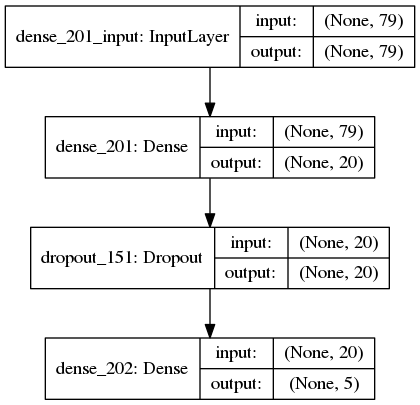 dense_201_input: InputLayer
input: (None, 79)
output: (None, 79)
dense_201: Dense
input: (None, 79)
output: (None, 20)
dropout_151: Dropout
input: (None, 20)
output: (None, 20)
dense_202: Dense
input: (None, 20)
output: (None, 5)